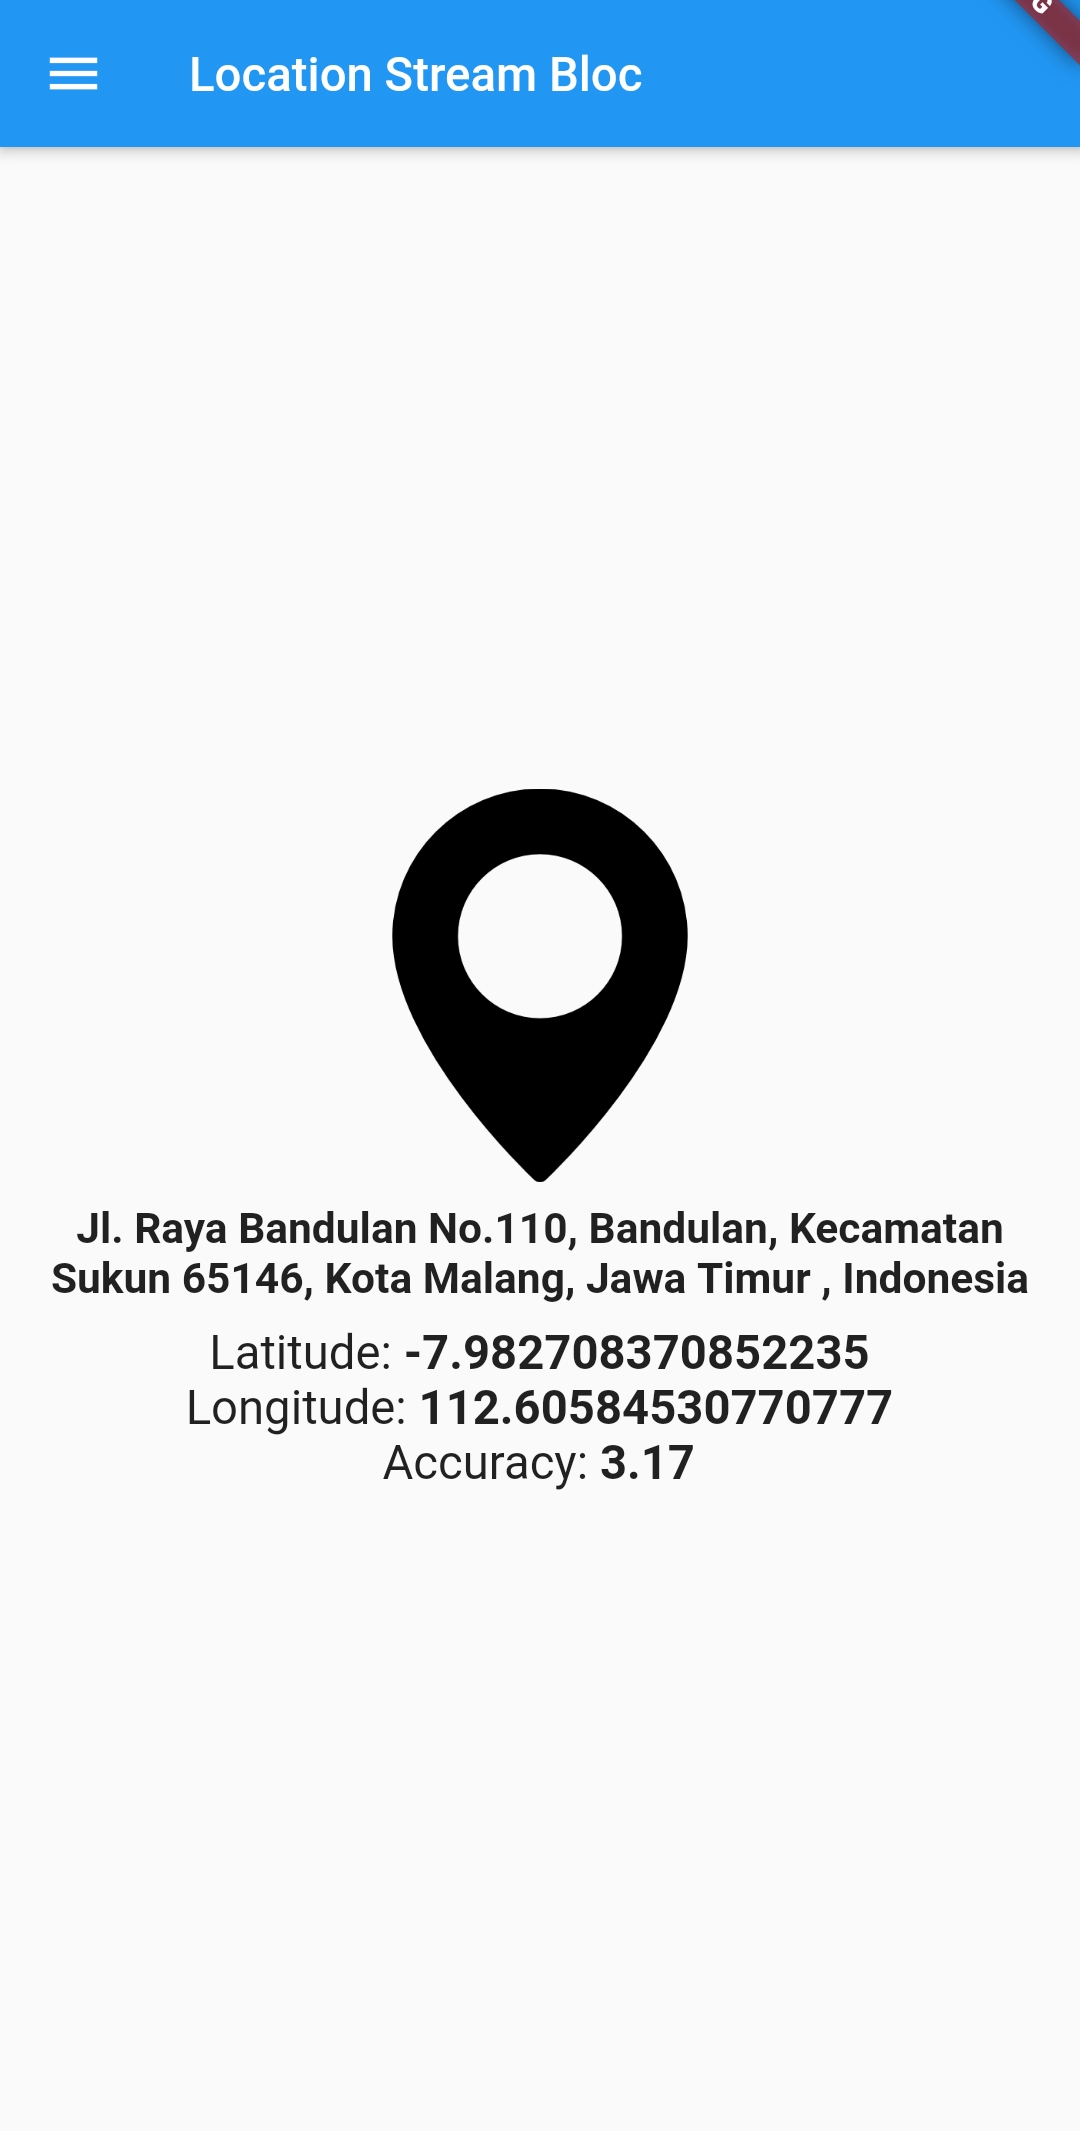 Location Stream Bloc
G
Jl. Raya Bandulan No.110, Bandulan, Kecamatan
Sukun 65146, Kota Malang, Jawa Timur , Indonesia
Latitude: -7.982708370852235
Longitude: 112.60584530770777
Accuracy: 3.17